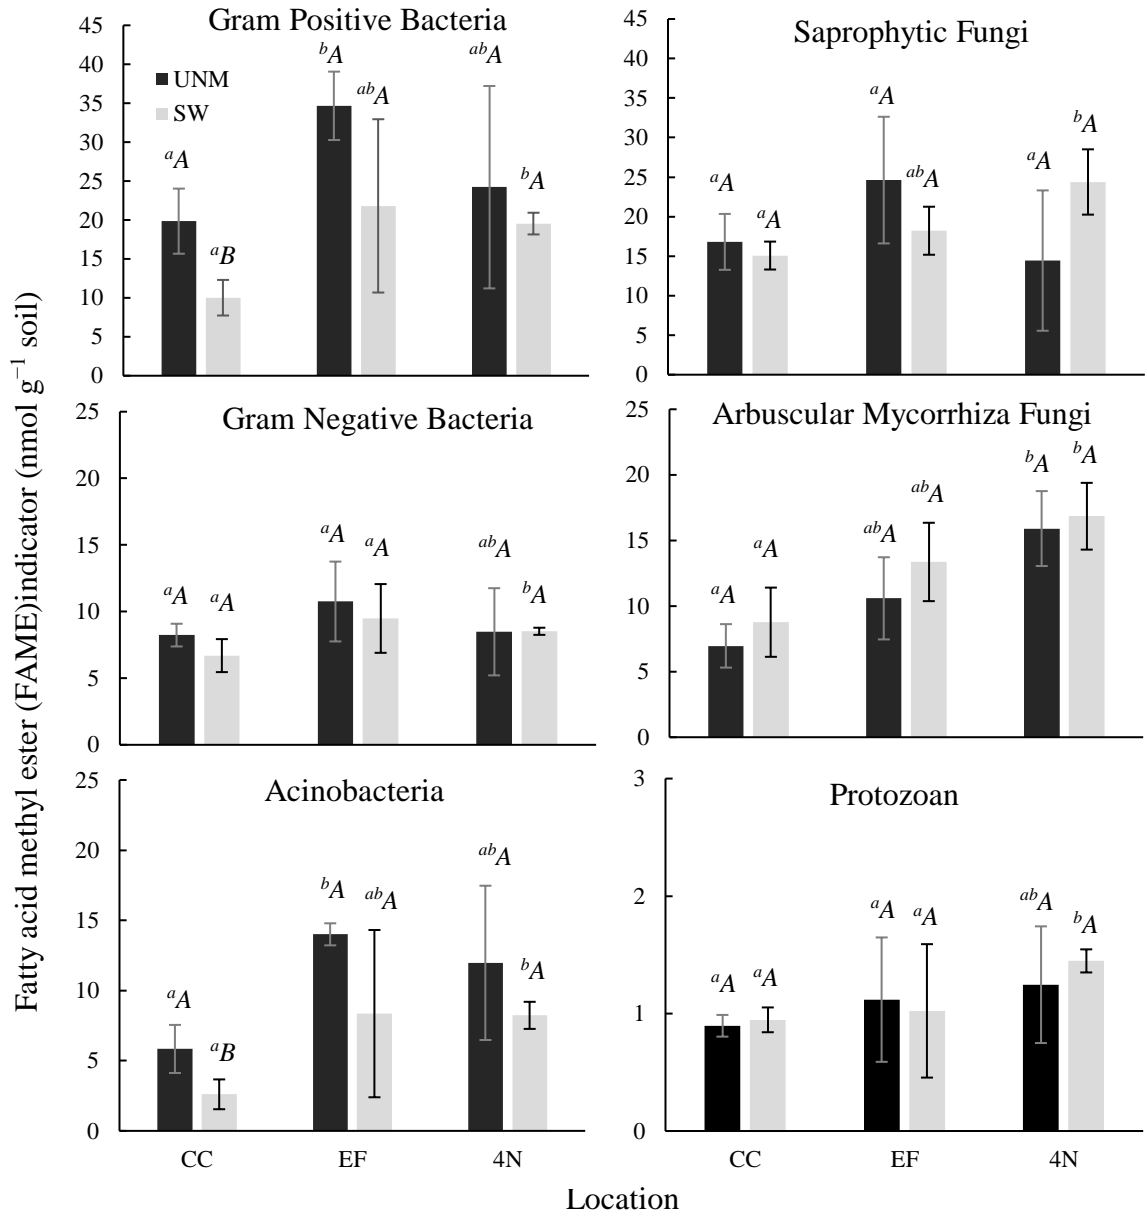 Fatty acid methyl ester (FAME)indicator (nmol g⁻¹ soil)
Gram Positive Bacteria
45
40
35
30
25
20
15
10
5
0
UNM
SW
ᵃA
ᵃB
ᵇA
ᵃᵇA
ᵃᵇA
ᵇA
Saprophytic Fungi
45
40
35
30
25
20
15
10
5
0
ᵃA
ᵃA
ᵃA
ᵃᵇA
ᵃA
ᵇA
Gram Negative Bacteria
25
20
15
10
5
0
ᵃA
ᵃA
ᵃA
ᵃA
ᵃᵇA
ᵇA
Arbuscular Mycorrhiza Fungi
25
20
15
10
5
0
ᵃA
ᵃA
ᵃᵇA
ᵃᵇA
ᵇA
ᵇA
Acinobacteria
25
20
15
10
5
0
ᵃA
ᵃB
ᵇA
ᵃᵇA
ᵃᵇA
ᵇA
CC EF 4N
Protozoan
3
2
1
0
ᵃA
ᵃA
ᵃA
ᵃA
ᵃᵇA
ᵇA
CC EF 4N
Location